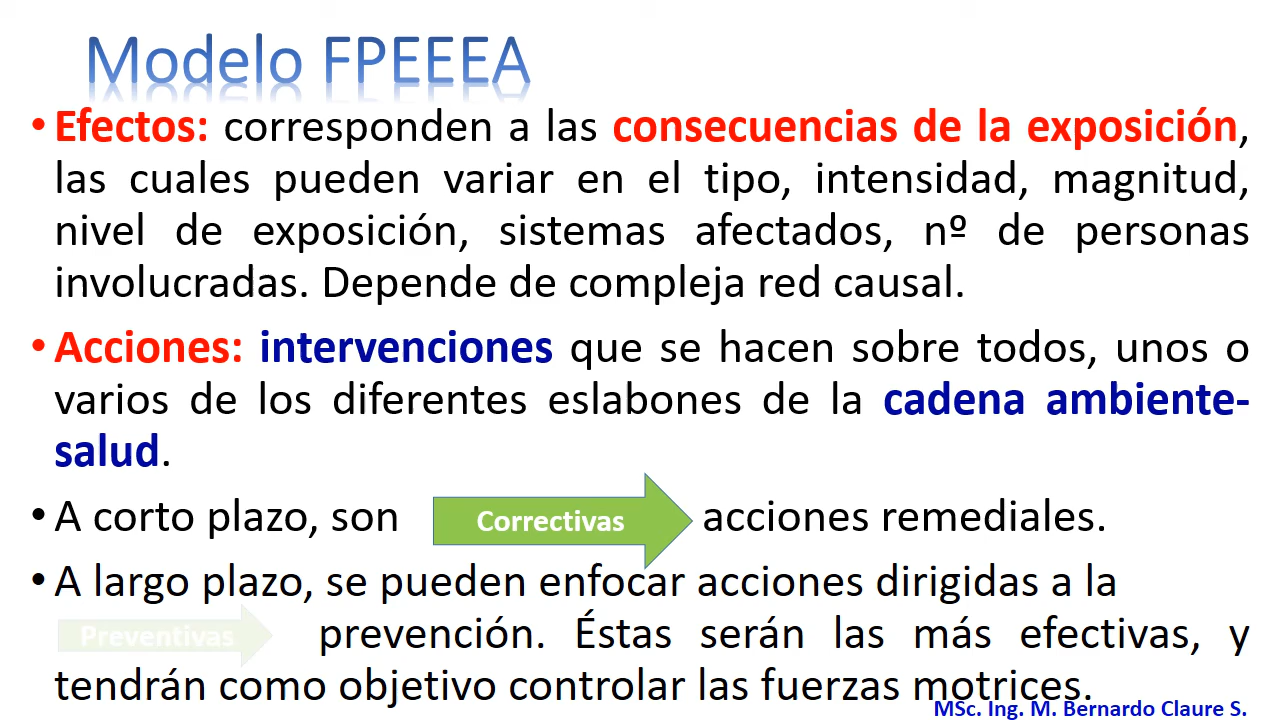 Modelo FPEEEA
• Efectos: corresponden a las consecuencias de la exposición,
las cuales pueden variar en el tipo, intensidad, magnitud,
nivel de exposición, sistemas afectados, nº de personas
involucradas. Depende de compleja red causal.
• Acciones: intervenciones que se hacen sobre todos, unos o
varios de los diferentes eslabones de la cadena ambiente-
salud.
• A corto plazo, son Correctivas acciones remediales.
• A largo plazo, se pueden enfocar acciones dirigidas a la
Preventivas prevención. Éstas serán las más efectivas, y
tendrán como objetivo controlar las fuerzas motrices.
MSc. Ing. M. Bernardo Claure S.